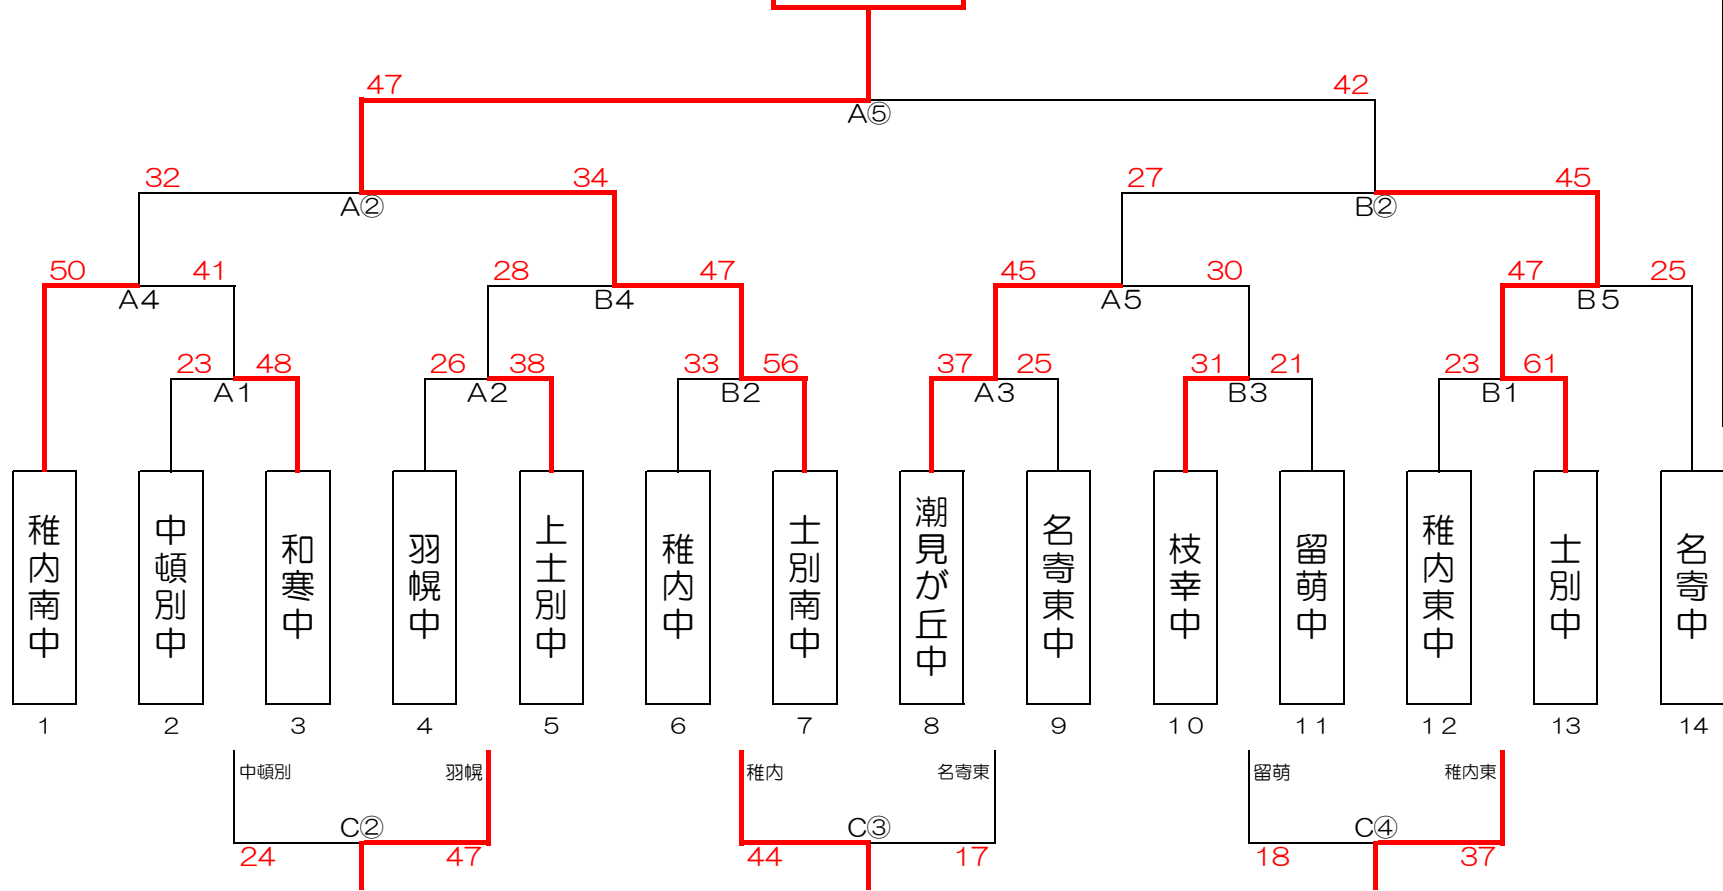 47 42
A⑤
32 34 27 45
A② B②
50 41 28 47 45 30 47 25
A4 B4 A5 B5
23 48 26 38 33 56 37 25 31 21 23 61
A1 A2 B2 A3 B3 B1
稚内南中
中頓別中
和寒中
羽幌中
上士別中
稚内中
士別南中
潮見が丘中
名寄東中
枝幸中
留萌中
稚内東中
士別中
名寄中
1 2 3 4 5 6 7 8 9 10 11 12 13 14
中頓別 羽幌 稚内 名寄東 留萌 稚内東
C② C③ C④
24 47 44 17 18 37